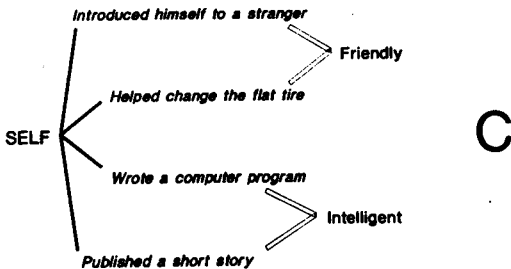 Introduced himself to a stranger
Friendly
Helped change the flat tire
SELF
C
Wrote a computer program
Intelligent
Published a short story